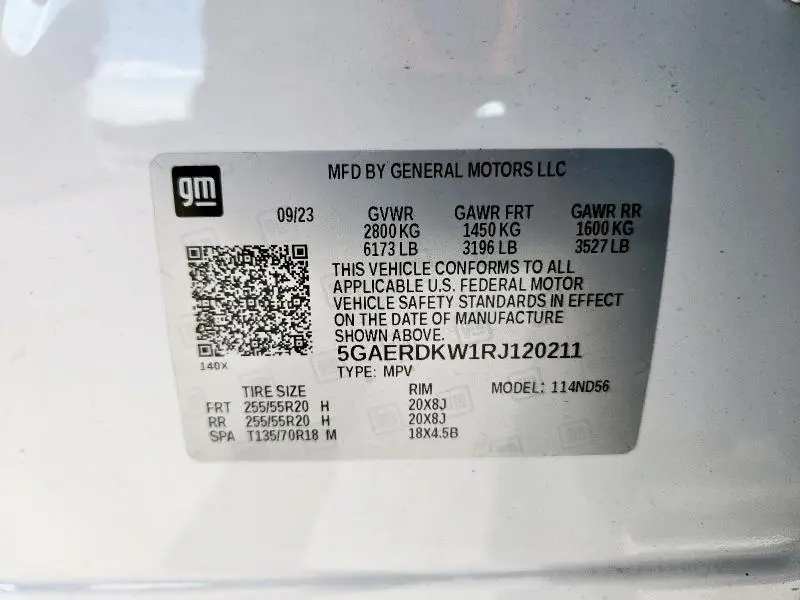 gm
MFD BY GENERAL MOTORS LLC
09/23 GVWR GAWR FRT GAWR RR
2800 KG 1450 KG 1600 KG
6173 LB 3196 LB 3527 LB
THIS VEHICLE CONFORMS TO ALL
APPLICABLE U.S. FEDERAL MOTOR
VEHICLE SAFETY STANDARDS IN EFFECT
ON THE DATE OF MANUFACTURE
SHOWN ABOVE.
5GAERDKW1RJ120211
140X
TYPE: MPV
TIRE SIZE RIM MODEL: 114ND56
FRT 255/55R20 H 20X8J
RR 255/55R20 H 20X8J
SPA T135/70R18 M 18X4.5B